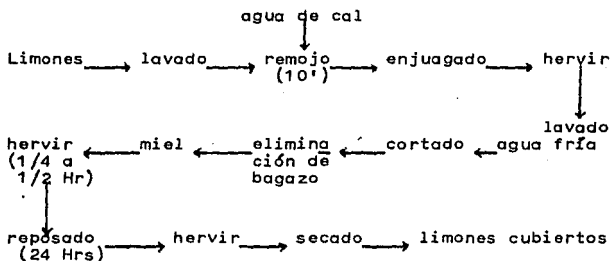 agua de cal
Limones lavado remojo enjuagado hervir
(10')
lavado
agua fría
cortado
elimina
ción de
bagazo
miel
hervir
(1/4 a
1/2 Hr)
reposado hervir secado limones cubiertos
(24 Hrs)